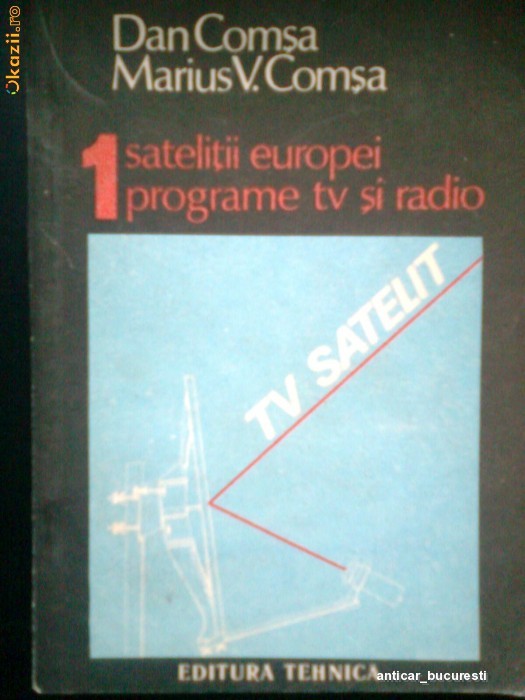 Okazii.ro
Dan Comșa
Marius V. Comșa
1 sateliții europei
programe tv și radio
TV SATELIT
EDITURA TEHNICA
anticar_bucuresti